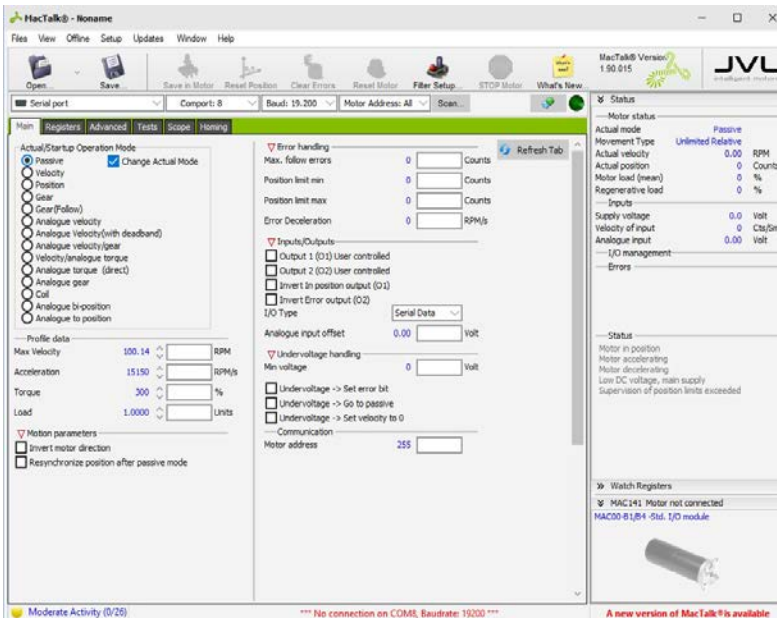 MacTalk® - Noname
Files View Offline Setup Updates Window Help
Open... Save... Save in Motor Reset Position Clear Errors Reset Motor Filter Setup... STOP Motor What's New...
MacTalk® Version
1.90.015
JVL
Serial port Comport: 8 Baud: 19.200 Motor Address: All Scan...
Main Registers Advanced Tests Scope Homing
Actual/Startup Operation Mode
Passive Change Actual Mode
Velocity
Position
Gear
Gear(Follow)
Analogue velocity
Analogue Velocity(with deadband)
Analogue velocity/gear
Velocity/analogue torque
Analogue torque (direct)
Analogue gear
Coil
Analogue bi-position
Analogue to position
Profile data
Max Velocity 100.14 RPM
Acceleration 15150 RPM/s
Torque 300 %
Load 1.0000 Units
Motion parameters
Invert motor direction
Resynchronize position after passive mode
Error handling
Refresh Tab
Max. follow errors 0 Counts
Position limit min 0 Counts
Position limit max 0 Counts
Error Deceleration 0 RPM/s
Inputs/Outputs
Output 1 (O1) User controlled
Output 2 (O2) User controlled
Invert In position output (O1)
Invert Error output (O2)
I/O Type Serial Data
Analogue input offset 0.00 Volt
Undervoltage handling
Min voltage 0 Volt
Undervoltage -> Set error bit
Undervoltage -> Go to passive
Undervoltage -> Set velocity to 0
Communication
Motor address 255
Status
Motor status
Actual mode Passive
Movement Type Unlimited Relative
Actual velocity 0.00 RPM
Actual position 0 Counts
Motor load (mean) 0 %
Regenerative load 0 %
Inputs
Supply voltage 0.0 Volt
Velocity of input 0
Analogue input 0.00 Volt
I/O management
Errors
Status
Motor in position
Motor accelerating
Motor decelerating
Low DC voltage, main supply
Supervision of position limits exceeded
Watch Registers
MAC141 Motor not connected
MAC00-B1/B4 -Std. I/O module
Moderate Activity (0/26)
*** No connection on COM8, Baudrate: 19200 ***
A new version of MacTalk® is available